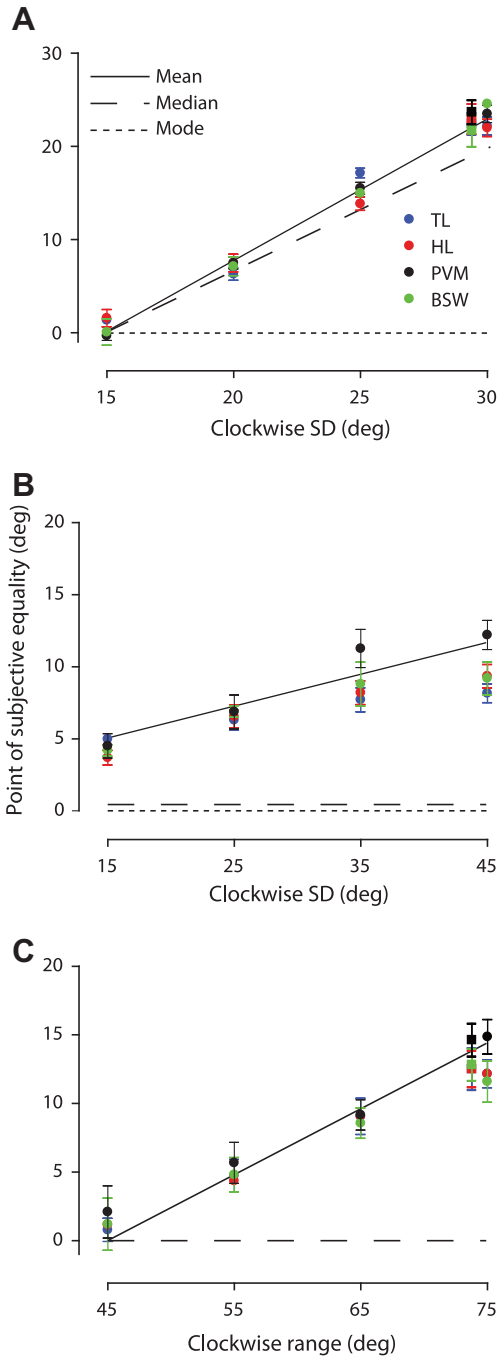 A
30
Mean
Median
Mode
20
TL
HL
10
PVM
BSW
0
15 20 25 30
Clockwise SD (deg)
B
20
15
10
5
0
Point of subjective equality (deg)
15 25 35 45
Clockwise SD (deg)
C
20
15
10
5
0
45 55 65 75
Clockwise range (deg)